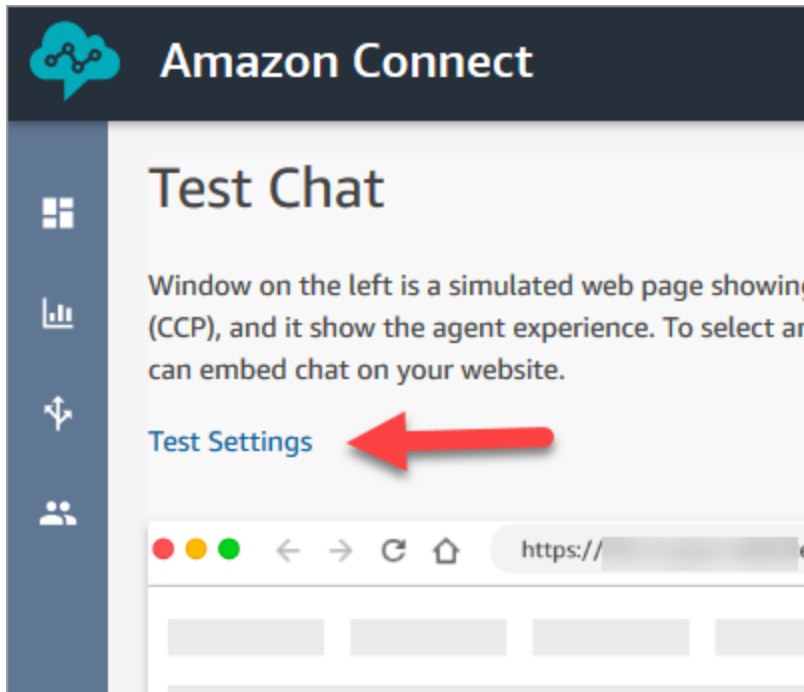 Amazon Connect
Test Chat
Window on the left is a simulated web page showing
(CCP), and it show the agent experience. To select
can embed chat on your website.
Test Settings
https://